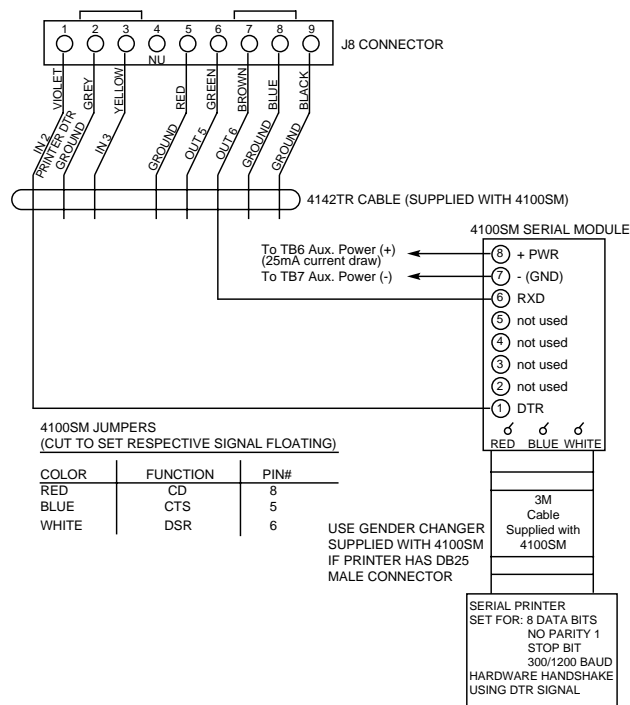 1 2 3 4 5 6 7 8 9
J8 CONNECTOR
NU
VIOLET
GREY
YELLOW
RED
GREEN
BROWN
BLUE
BLACK
IN 2
PRINTER DTR
GROUND
IN 3
GROUND
OUT 5
OUT 6
GROUND
GROUND
4142TR CABLE (SUPPLIED WITH 4100SM)
4100SM SERIAL MODULE
To TB6 Aux. Power (+)
(25mA current draw)
To TB7 Aux. Power (-)
8 + PWR
7 - (GND)
6 RXD
5 not used
4 not used
3 not used
2 not used
1 DTR
RED BLUE WHITE
4100SM JUMPERS
(CUT TO SET RESPECTIVE SIGNAL FLOATING)
COLOR FUNCTION PIN#
RED CD 8
BLUE CTS 5
WHITE DSR 6
3M
Cable
Supplied with
4100SM
USE GENDER CHANGER
SUPPLIED WITH 4100SM
IF PRINTER HAS DB25
MALE CONNECTOR
SERIAL PRINTER
SET FOR: 8 DATA BITS
NO PARITY 1
STOP BIT
300/1200 BAUD
HARDWARE HANDSHAKE
USING DTR SIGNAL